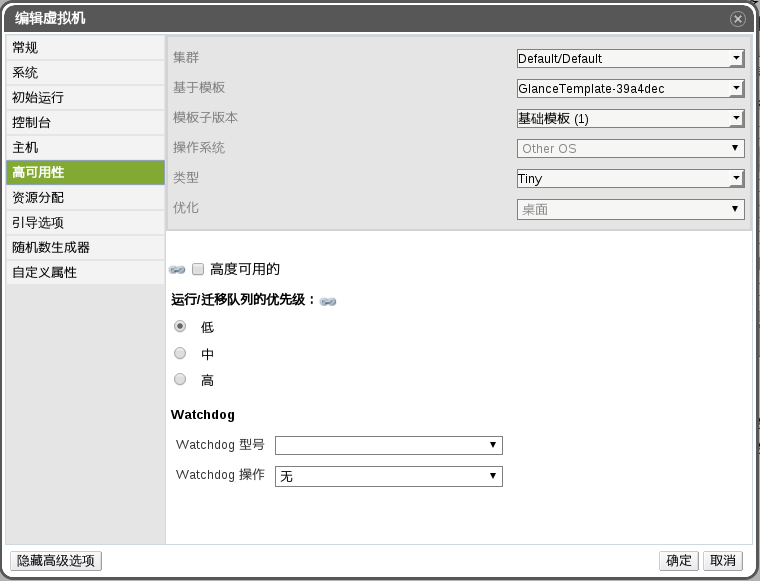 编辑虚拟机
常规
系统
初始运行
控制台
主机
高可用性
资源分配
引导选项
随机数生成器
自定义属性
集群 Default/Default
基于模板 GlanceTemplate-39a4dec
模板子版本 基础模板 (1)
操作系统 Other OS
类型 Tiny
优化 桌面
高度可用的
运行/迁移队列的优先级：
低
中
高
Watchdog
Watchdog 型号
Watchdog 操作 无
隐藏高级选项 确定 取消